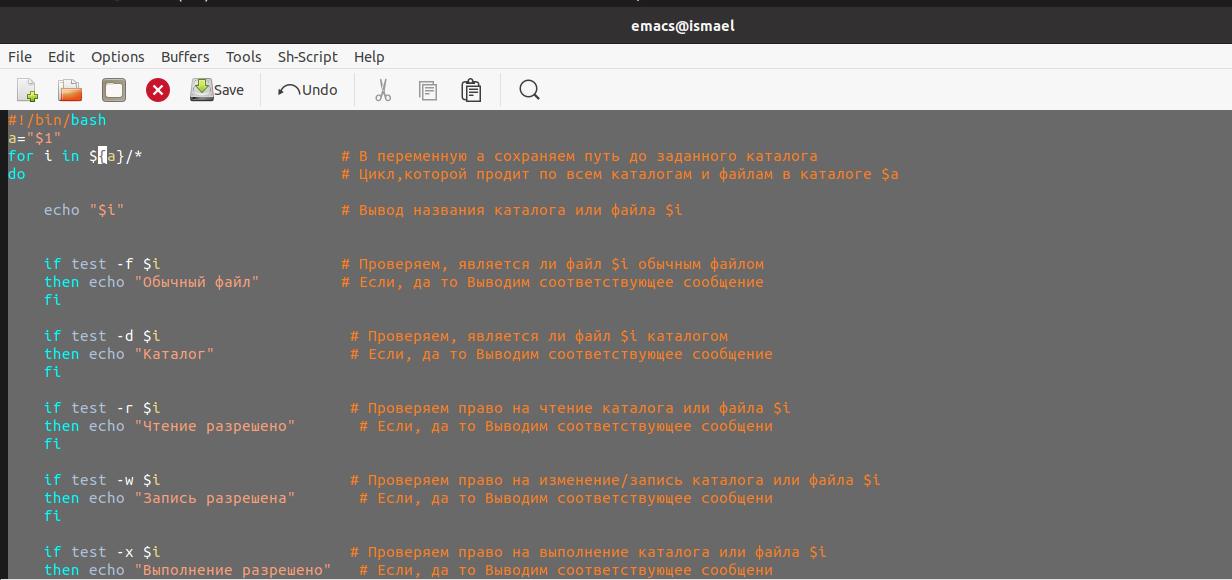 emacs@ismael
File Edit Options Buffers Tools Sh-Script Help
Save Undo
#!/bin/bash
a="$1"
for i in ${a}/* # В переменную а сохраняем путь до заданного каталога
do # Цикл,которой продит по всем каталогам и файлам в каталоге $a
echo "$i" # Вывод названия каталога или файла $i
if test -f $i # Проверяем, является ли файл $i обычным файлом
then echo "Обычный файл" # Если, да то Выводим соответствующее сообщение
fi
if test -d $i # Проверяем, является ли файл $i каталогом
then echo "Каталог" # Если, да то Выводим соответствующее сообщение
fi
if test -r $i # Проверяем право на чтение каталога или файла $i
then echo "Чтение разрешено" # Если, да то Выводим соответствующее сообщени
fi
if test -w $i # Проверяем право на изменение/запись каталога или файла $i
then echo "Запись разрешена" # Если, да то Выводим соответствующее сообщени
fi
if test -x $i # Проверяем право на выполнение каталога или файла $i
then echo "Выполнение разрешено" # Если, да то Выводим соответствующее сообщени